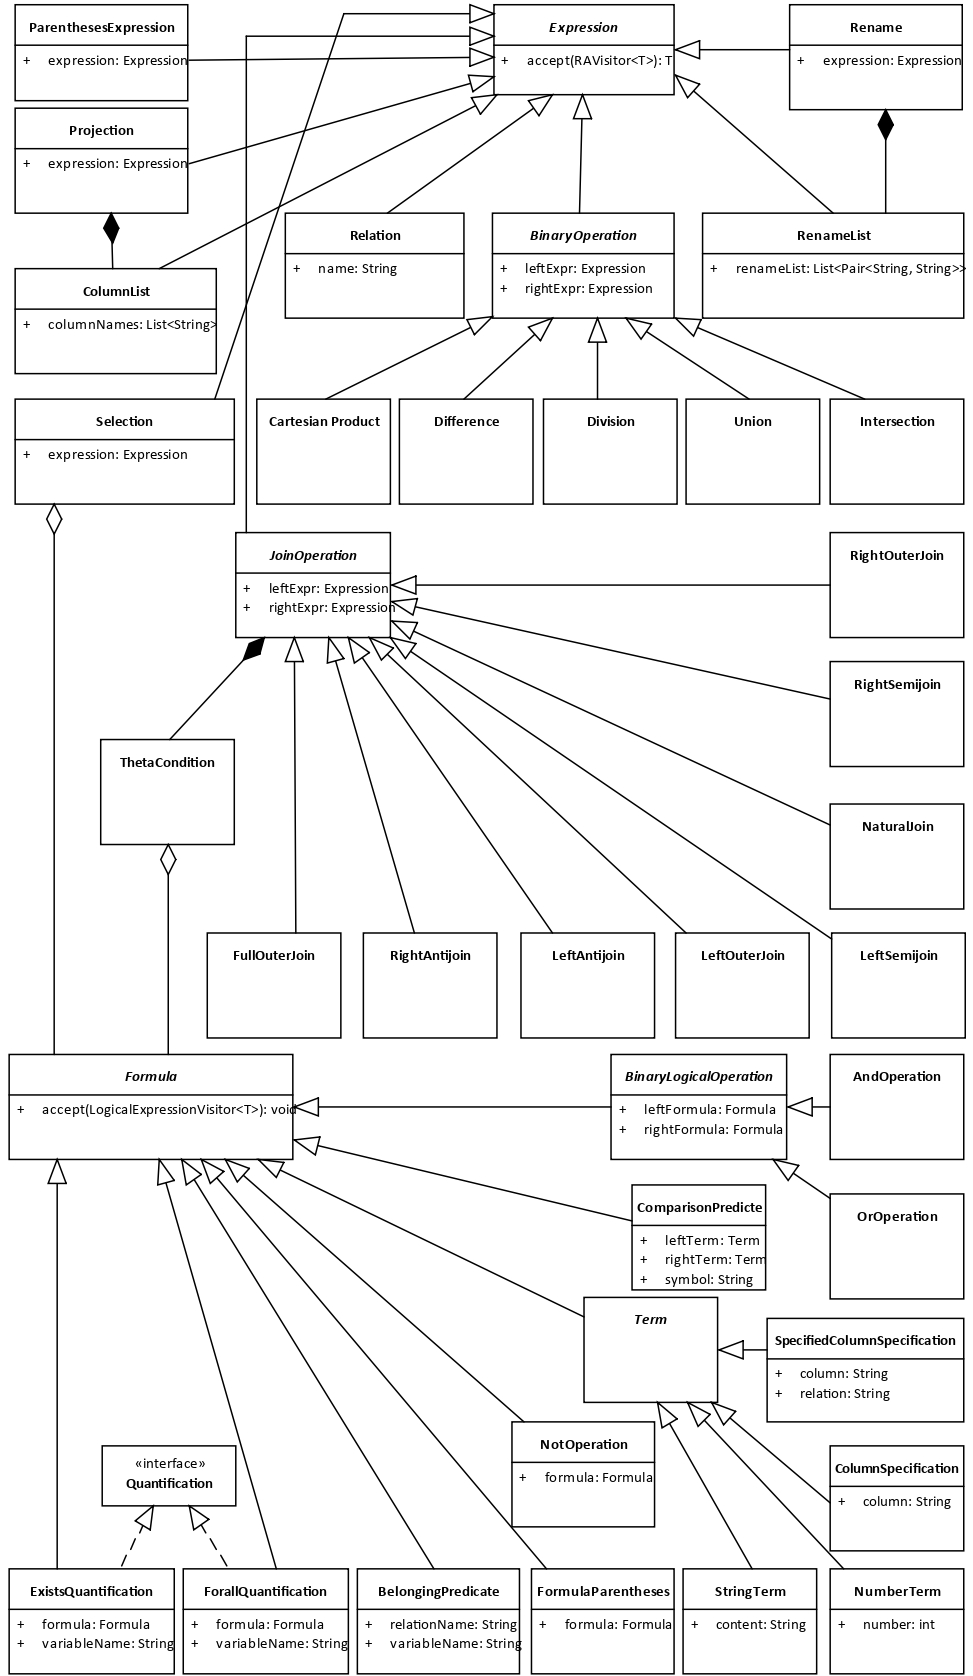 ParenthesesExpression
+ expression: Expression
Expression
+ accept(RAVisitor<T>): T
Rename
+ expression: Expression
Projection
+ expression: Expression
Relation
+ name: String
BinaryOperation
+ leftExpr: Expression
+ rightExpr: Expression
RenameList
+ renameList: List<Pair<String, String>>
ColumnList
+ columnNames: List<String>
Selection
+ expression: Expression
Cartesian Product
Difference
Division
Union
Intersection
JoinOperation
+ leftExpr: Expression
+ rightExpr: Expression
RightOuterJoin
RightSemijoin
ThetaCondition
NaturalJoin
FullOuterJoin
RightAntijoin
LeftAntijoin
LeftOuterJoin
LeftSemijoin
Formula
+ accept(LogicalExpressionVisitor<T>): void
BinaryLogicalOperation
+ leftFormula: Formula
+ rightFormula: Formula
AndOperation
ComparisonPredicte
+ leftTerm: Term
+ rightTerm: Term
+ symbol: String
OrOperation
Term
SpecifiedColumnSpecification
+ column: String
+ relation: String
NotOperation
+ formula: Formula
«interface»
Quantification
ColumnSpecification
+ column: String
ExistsQuantification
+ formula: Formula
+ variableName: String
ForallQuantification
+ formula: Formula
+ variableName: String
BelongingPredicate
+ relationName: String
+ variableName: String
FormulaParentheses
+ formula: Formula
StringTerm
+ content: String
NumberTerm
+ number: int